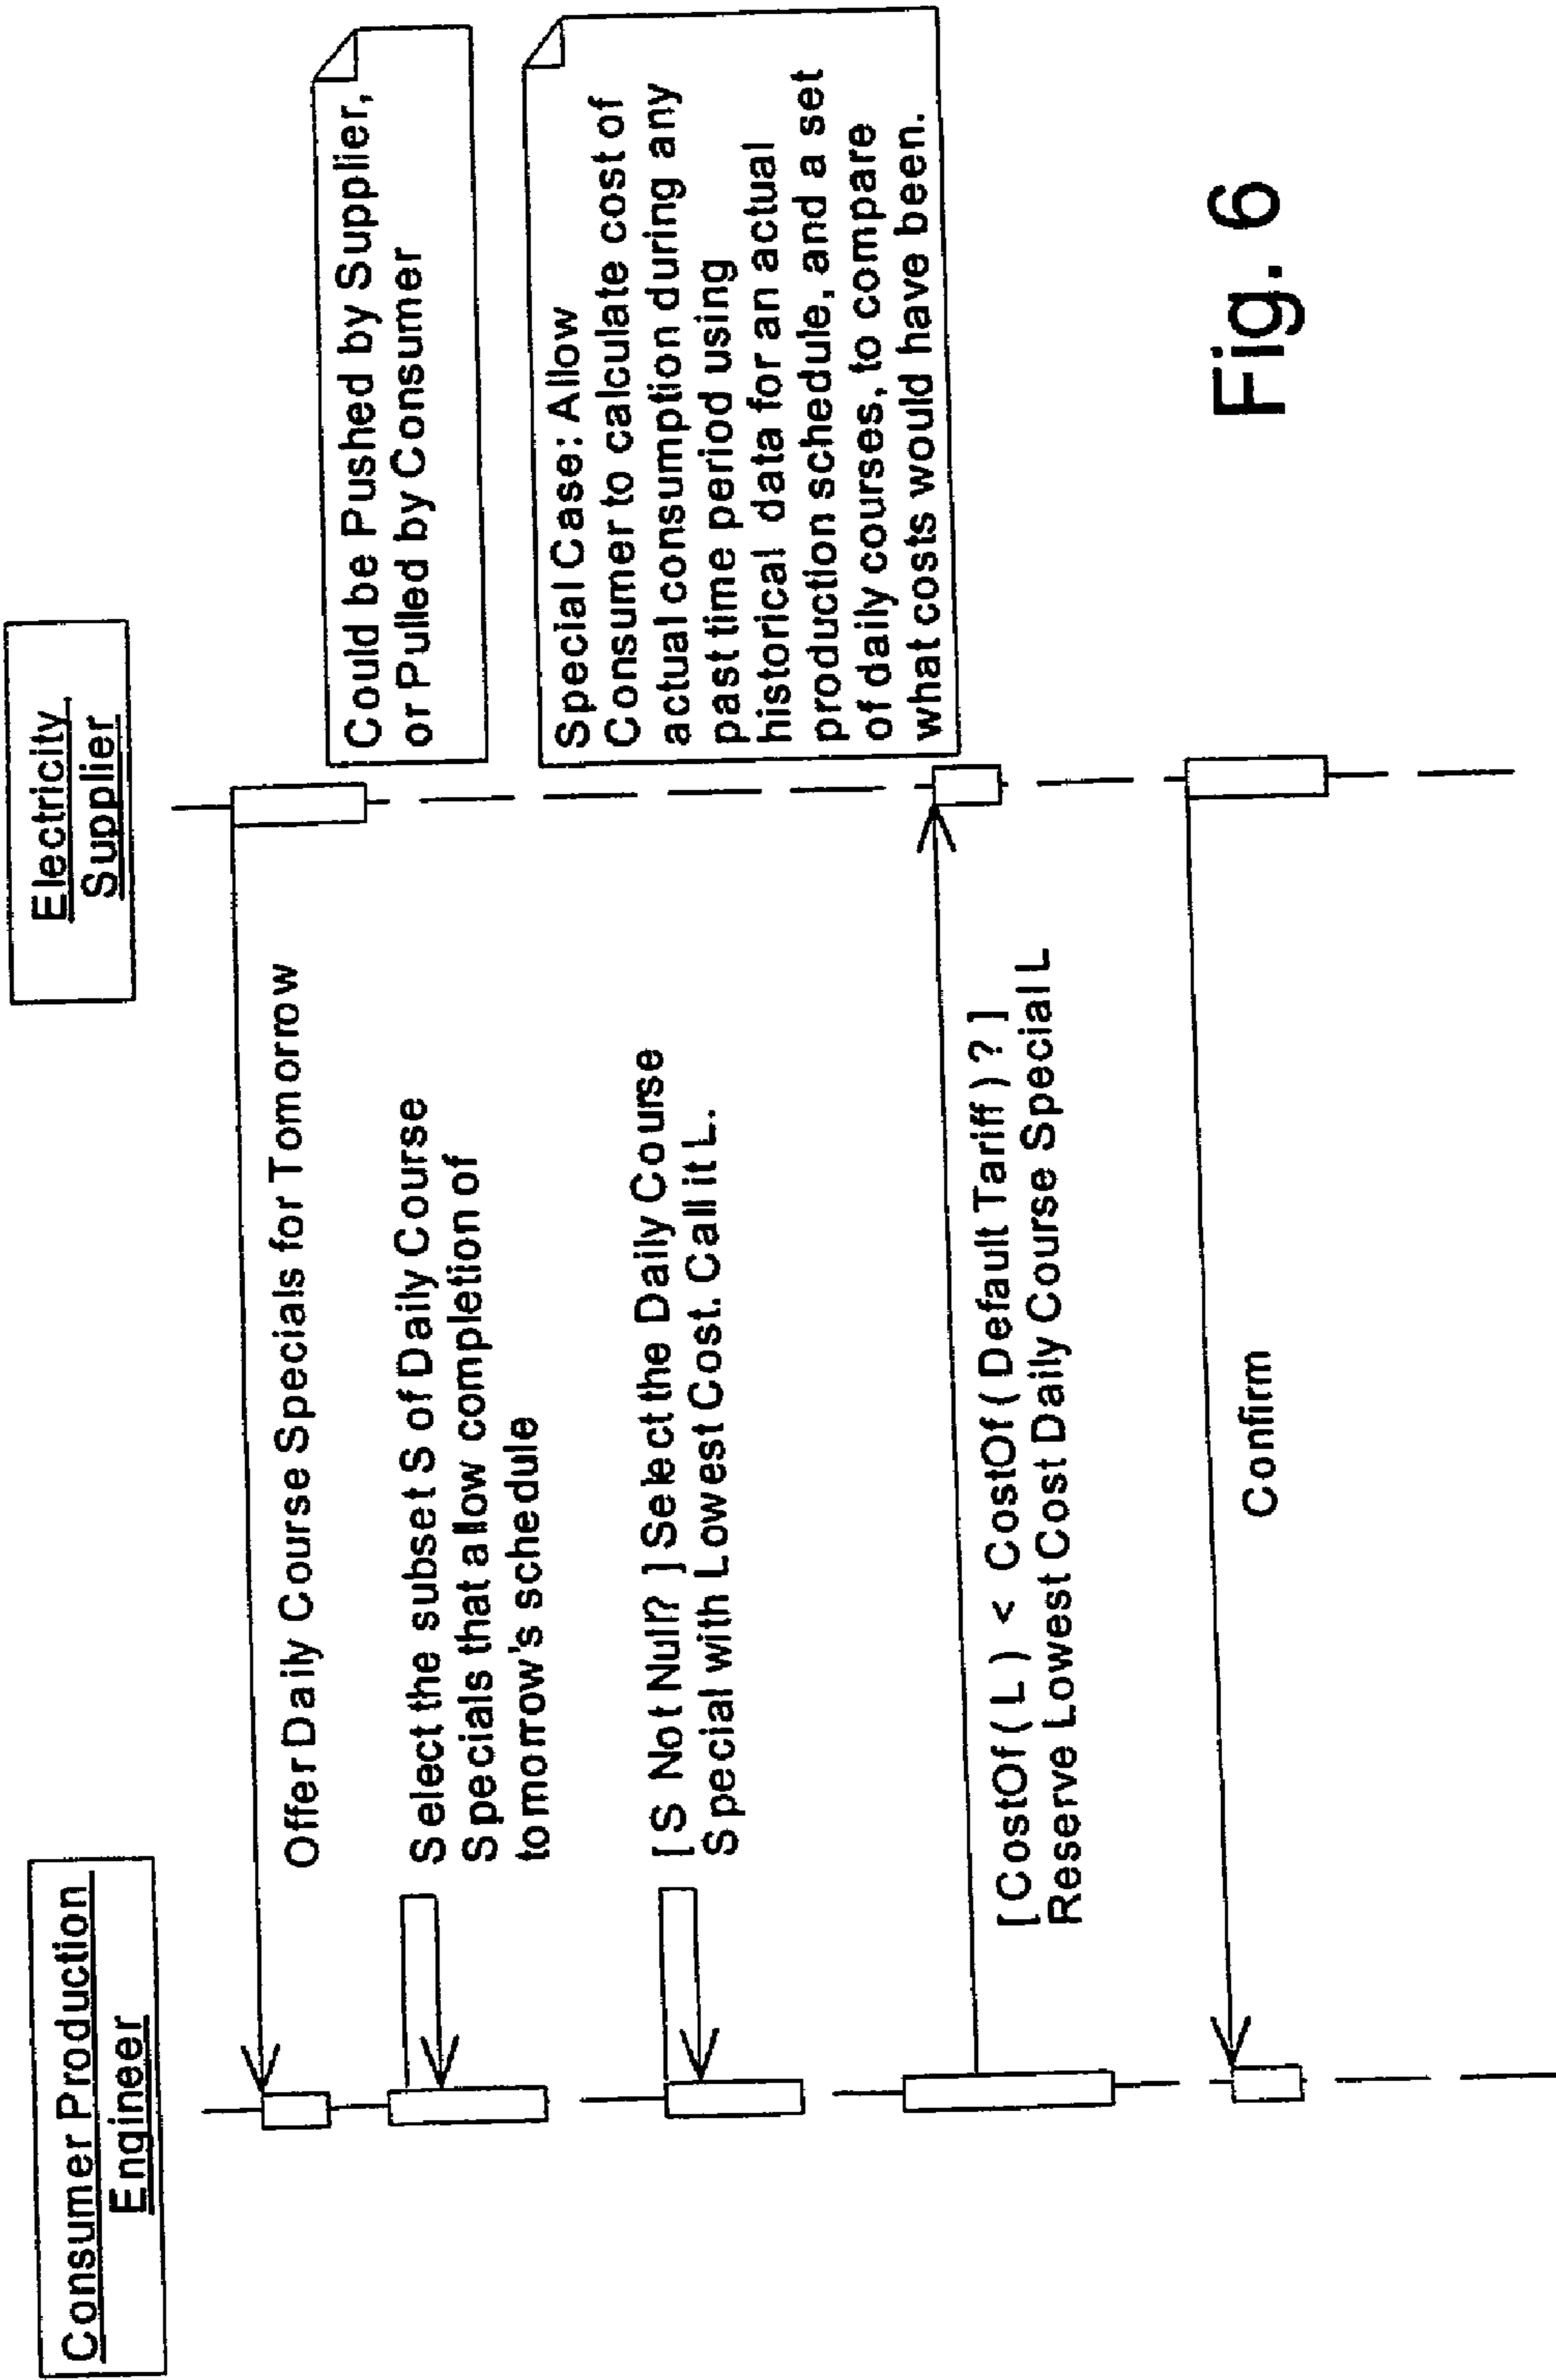 Consumer Production
Engineer
Electricity
Supplier
Offer Daily Course Specials for Tomorrow
Could be Pushed by Supplier,
or Pulled by Consumer
Select the subset S of Daily Course
Specials that allow completion of
tomorrow's schedule
Special Case: Allow
Consumer to calculate cost of
actual consumption during any
past time period using
historical data for an actual
production schedule, and a set
of daily courses, to compare
what costs would have been.
[ S Not Null? ] Select the Daily Course
Special with Lowest Cost. Call it L.
[ CostOf ( L ) < CostOf ( Default Tariff ) ? ]
Reserve Lowest Cost Daily Course Special L
Confirm
Fig. 6